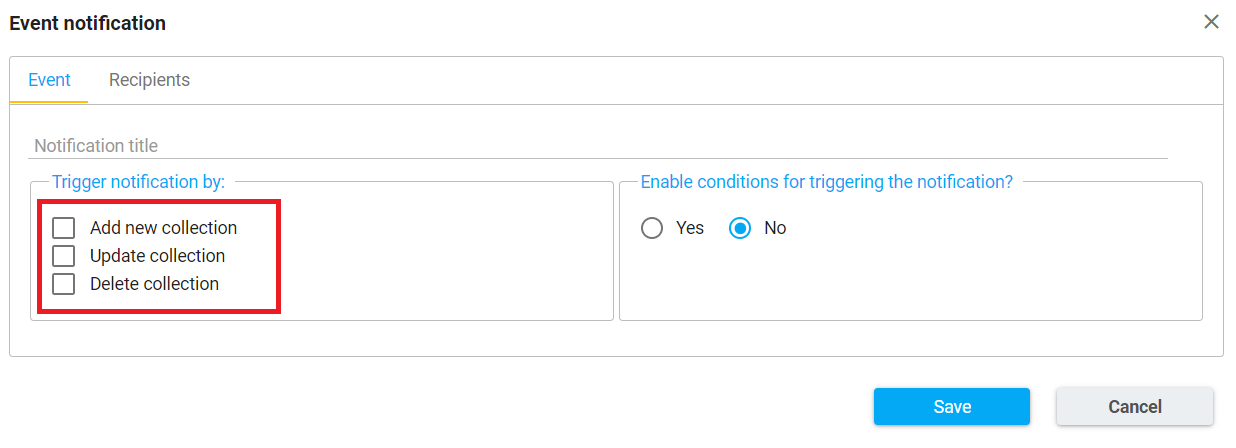 Event notification
Event Recipients
Notification title
Trigger notification by:
Add new collection
Update collection
Delete collection
Enable conditions for triggering the notification?
Yes No
Save Cancel